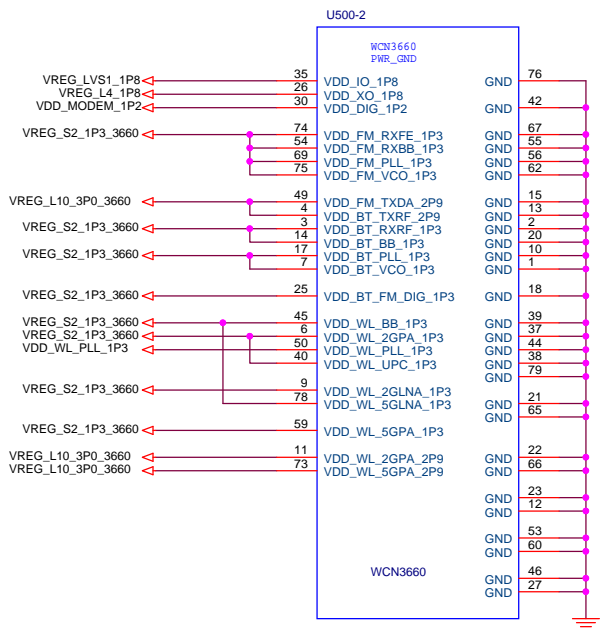 U500-2
WCN3660
PWR_GND
VREG_LVS1_1P8 35 VDD_IO_1P8 GND 76
VREG_L4_1P8 26 VDD_XO_1P8
VDD_MODEM_1P2 30 VDD_DIG_1P2 GND 42
VREG_S2_1P3_3660 74 VDD_FM_RXFE_1P3 GND 67
54 VDD_FM_RXBB_1P3 GND 55
69 VDD_FM_PLL_1P3 GND 56
75 VDD_FM_VCO_1P3 GND 62
VREG_L10_3P0_3660 49 VDD_FM_TXDA_2P9 GND 15
4 VDD_BT_TXRF_2P9 GND 13
VREG_S2_1P3_3660 3 VDD_BT_RXRF_1P3 GND 2
14 VDD_BT_BB_1P3 GND 20
VREG_S2_1P3_3660 17 VDD_BT_PLL_1P3 GND 10
7 VDD_BT_VCO_1P3 GND 1
VREG_S2_1P3_3660 25 VDD_BT_FM_DIG_1P3 GND 18
VREG_S2_1P3_3660 45 VDD_WL_BB_1P3 GND 39
VREG_S2_1P3_3660 6 VDD_WL_2GPA_1P3 GND 37
VDD_WL_PLL_1P3 50 VDD_WL_PLL_1P3 GND 44
40 VDD_WL_UPC_1P3 GND 38
GND 79
VREG_S2_1P3_3660 9 VDD_WL_2GLNA_1P3
78 VDD_WL_5GLNA_1P3 GND 21
GND 65
VREG_S2_1P3_3660 59 VDD_WL_5GPA_1P3
VREG_L10_3P0_3660 11 VDD_WL_2GPA_2P9 GND 22
VREG_L10_3P0_3660 73 VDD_WL_5GPA_2P9 GND 66
GND 23
GND 12
GND 53
GND 60
WCN3660
GND 46
GND 27